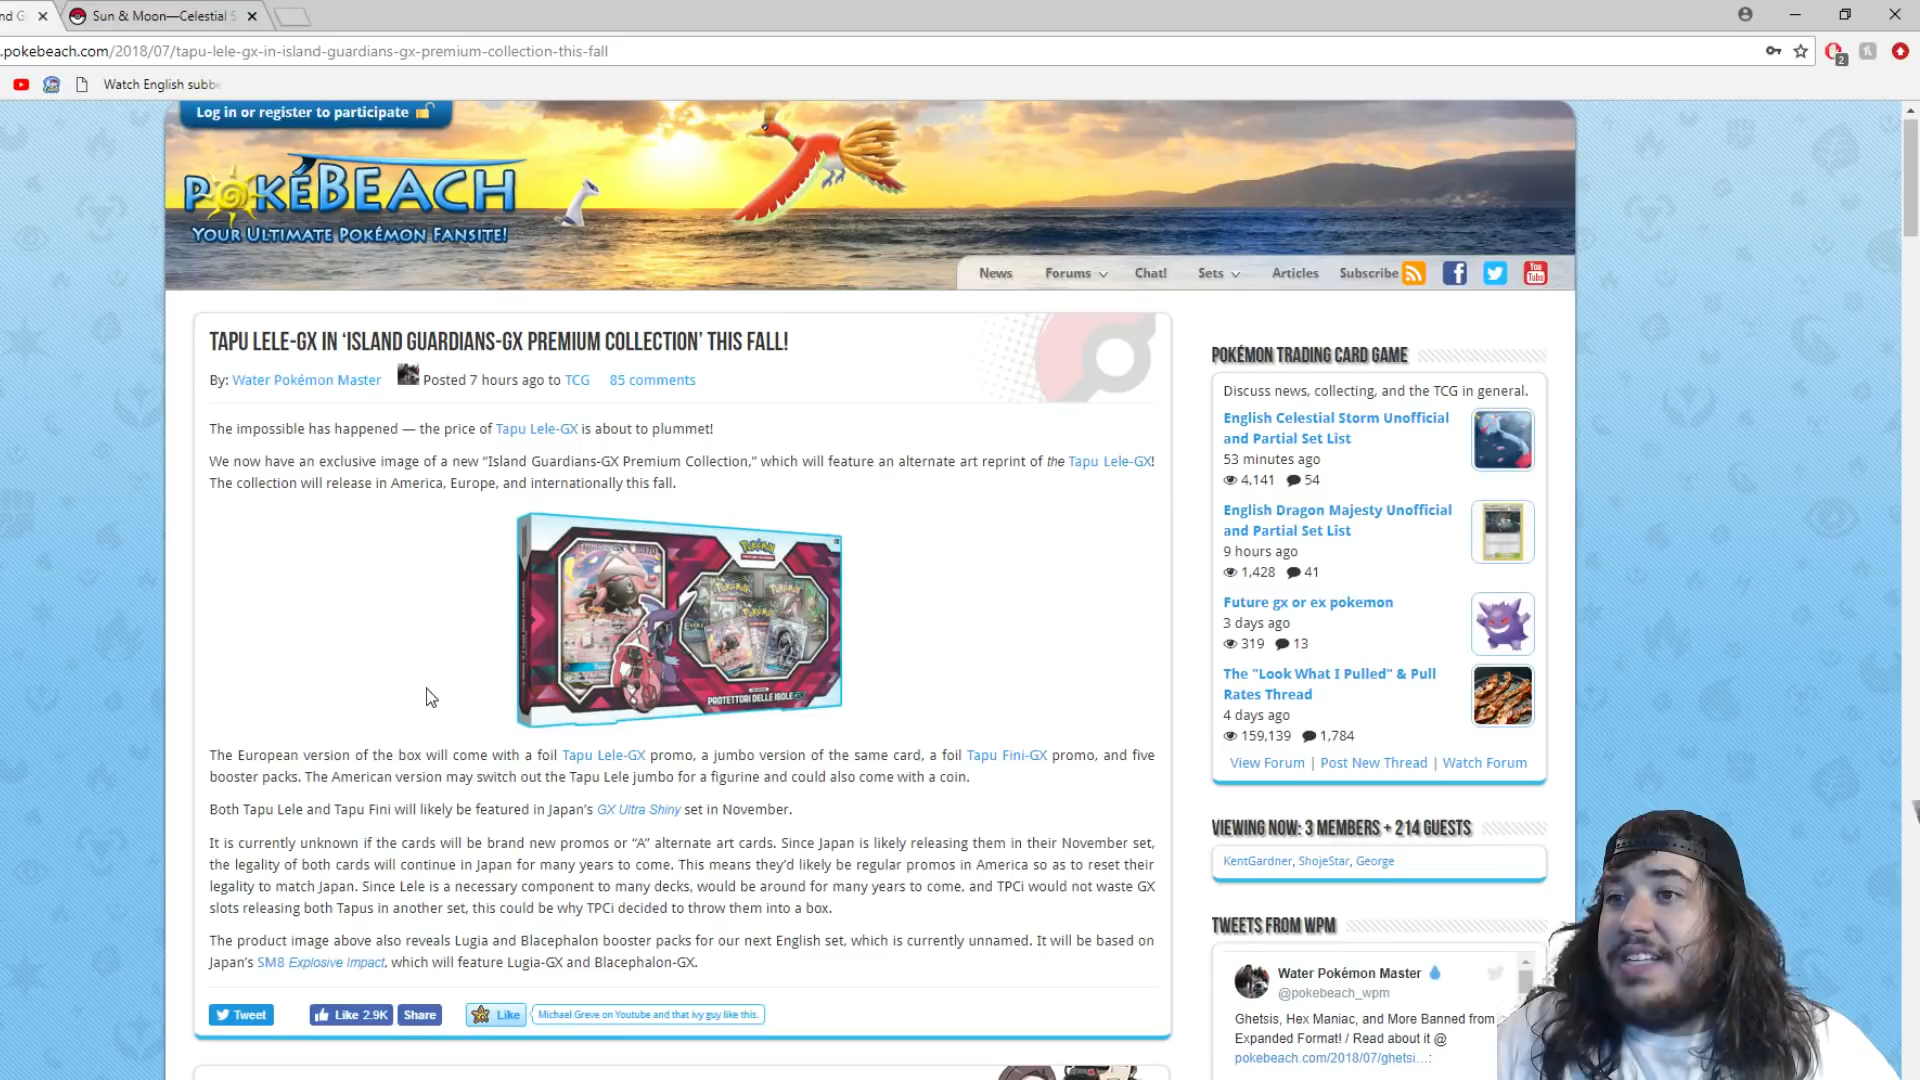 nd G
Sun & Moon—Celestial S
.pokebeach.com/2018/07/tapu-lele-gx-in-island-guardians-gx-premium-collection-this-fall
2
Watch English subbe
Log in or register to participate
POKÉBEACH
YOUR ULTIMATE POKÉMON FANSITE!
News Forums Chat! Sets Articles Subscribe You Tube
TAPU LELE-GX IN ‘ISLAND GUARDIANS-GX PREMIUM COLLECTION’ THIS FALL!
By: Water Pokémon Master Posted 7 hours ago to TCG 85 comments
The impossible has happened — the price of Tapu Lele-GX is about to plummet!
We now have an exclusive image of a new “Island Guardians-GX Premium Collection,” which will feature an alternate art reprint of the Tapu Lele-GX!
The collection will release in America, Europe, and internationally this fall.
POKéMON
PROTETTORI DELLE ISOLE
The European version of the box will come with a foil Tapu Lele-GX promo, a jumbo version of the same card, a foil Tapu Fini-GX promo, and five
booster packs. The American version may switch out the Tapu Lele jumbo for a figurine and could also come with a coin.
Both Tapu Lele and Tapu Fini will likely be featured in Japan’s GX Ultra Shiny set in November.
It is currently unknown if the cards will be brand new promos or “A” alternate art cards. Since Japan is likely releasing them in their November set,
the legality of both cards will continue in Japan for many years to come. This means they’d likely be regular promos in America so as to reset their
legality to match Japan. Since Lele is a necessary component to many decks, would be around for many years to come, and TPCi would not waste GX
slots releasing both Tapus in another set, this could be why TPCi decided to throw them into a box.
The product image above also reveals Lugia and Blacephalon booster packs for our next English set, which is currently unnamed. It will be based on
Japan’s SM8 Explosive Impact, which will feature Lugia-GX and Blacephalon-GX.
Tweet Like 2.9K Share Like Michael Greve on Youtube and that ivy guy like this.
POKÉMON TRADING CARD GAME
Discuss news, collecting, and the TCG in general.
English Celestial Storm Unofficial
and Partial Set List
53 minutes ago
4,141 54
English Dragon Majesty Unofficial
and Partial Set List
9 hours ago
1,428 41
Future gx or ex pokemon
3 days ago
319 13
The "Look What I Pulled" & Pull
Rates Thread
4 days ago
159,139 1,784
View Forum | Post New Thread | Watch Forum
VIEWING NOW: 3 MEMBERS + 214 GUESTS
KentGardner, ShojeStar, George
TWEETS FROM WPM
Water Pokémon Master
@pokebeach_wpm
Ghetsis, Hex Maniac, and More Banned from
Expanded Format! / Read about it @
pokebeach.com/2018/07/ghetsi…: